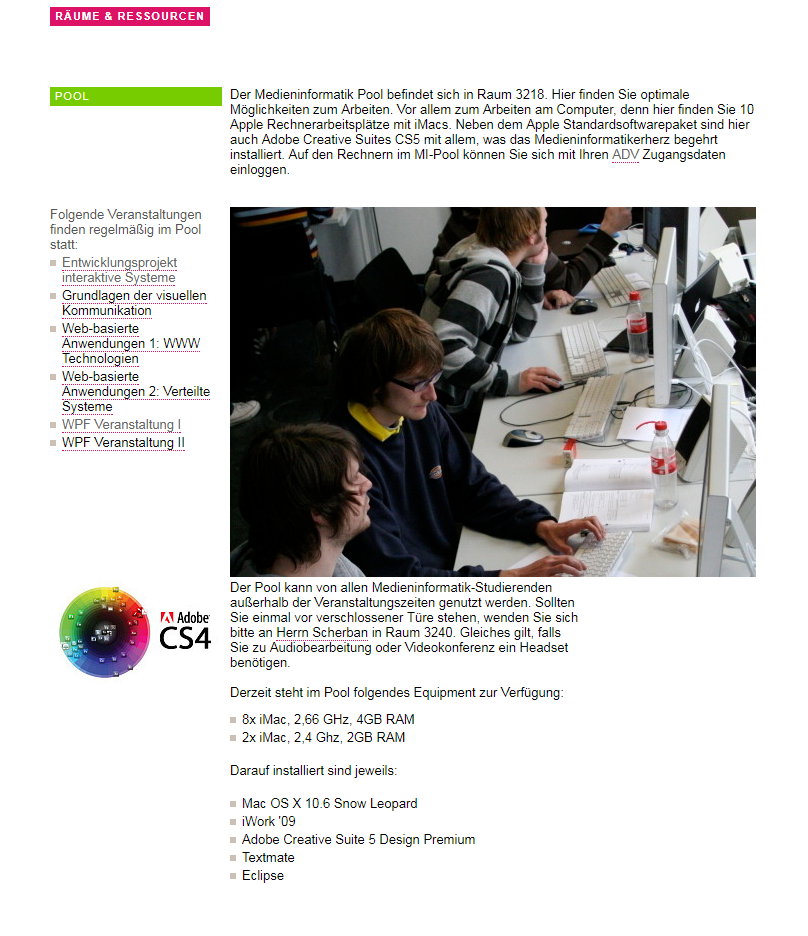 RÄUME & RESSOURCEN
POOL
Der Medieninformatik Pool befindet sich in Raum 3218. Hier finden Sie optimale
Möglichkeiten zum Arbeiten. Vor allem zum Arbeiten am Computer, denn hier finden Sie 10
Apple Rechnerarbeitsplätze mit iMacs. Neben dem Apple Standardsoftwarepaket sind hier
auch Adobe Creative Suites CS5 mit allem, was das Medieninformatikerherz begehrt
installiert. Auf den Rechnern im MI-Pool können Sie sich mit Ihren ADV Zugangsdaten
einloggen.
Folgende Veranstaltungen
finden regelmäßig im Pool
statt:
Entwicklungsprojekt
interaktive Systeme
Grundlagen der visuellen
Kommunikation
Web-basierte
Anwendungen 1: WWW
Technologien
Web-basierte
Anwendungen 2: Verteilte
Systeme
WPF Veranstaltung I
WPF Veranstaltung II
Adobe
CS4
Der Pool kann von allen Medieninformatik-Studierenden
außerhalb der Veranstaltungszeiten genutzt werden. Sollten
Sie einmal vor verschlossener Türe stehen, wenden Sie sich
bitte an Herrn Scherban in Raum 3240. Gleiches gilt, falls
Sie zu Audiobearbeitung oder Videokonferenz ein Headset
benötigen.
Derzeit steht im Pool folgendes Equipment zur Verfügung:
8x iMac, 2,66 GHz, 4GB RAM
2x iMac, 2,4 Ghz, 2GB RAM
Darauf installiert sind jeweils:
Mac OS X 10.6 Snow Leopard
iWork '09
Adobe Creative Suite 5 Design Premium
Textmate
Eclipse